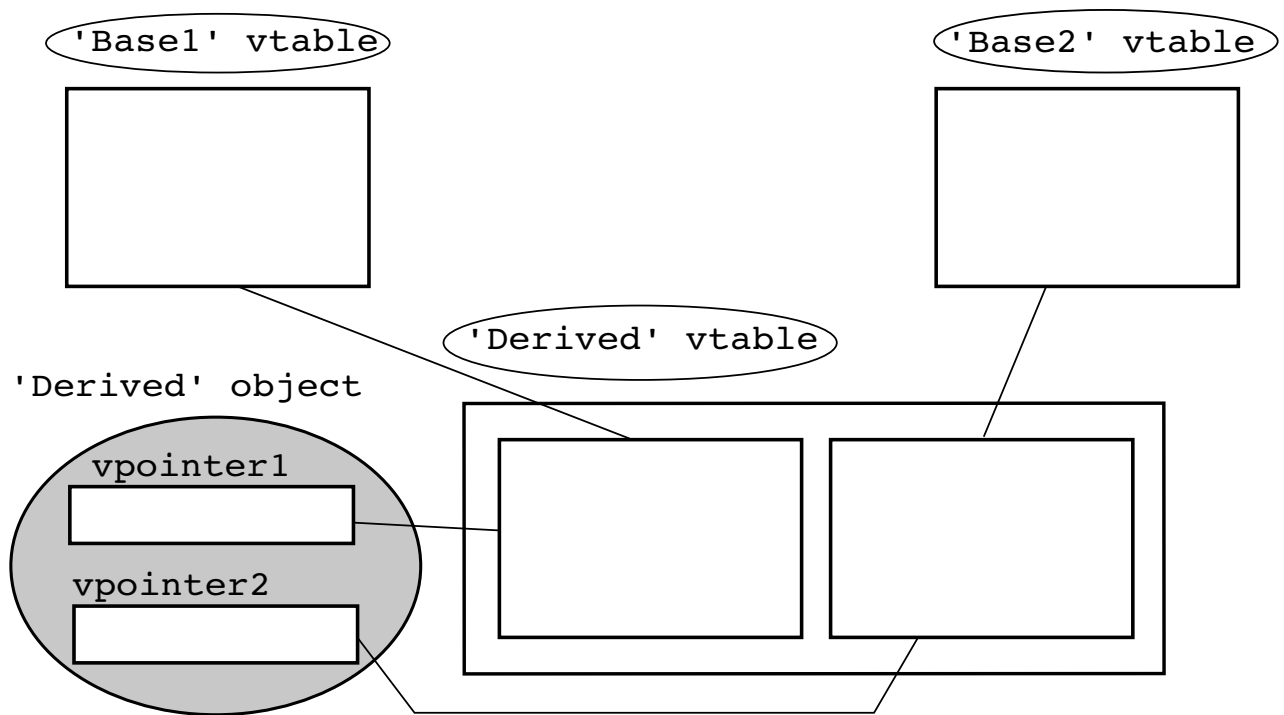 'Base1' vtable
'Base2' vtable
'Derived' vtable
'Derived' object
vpointer1
vpointer2